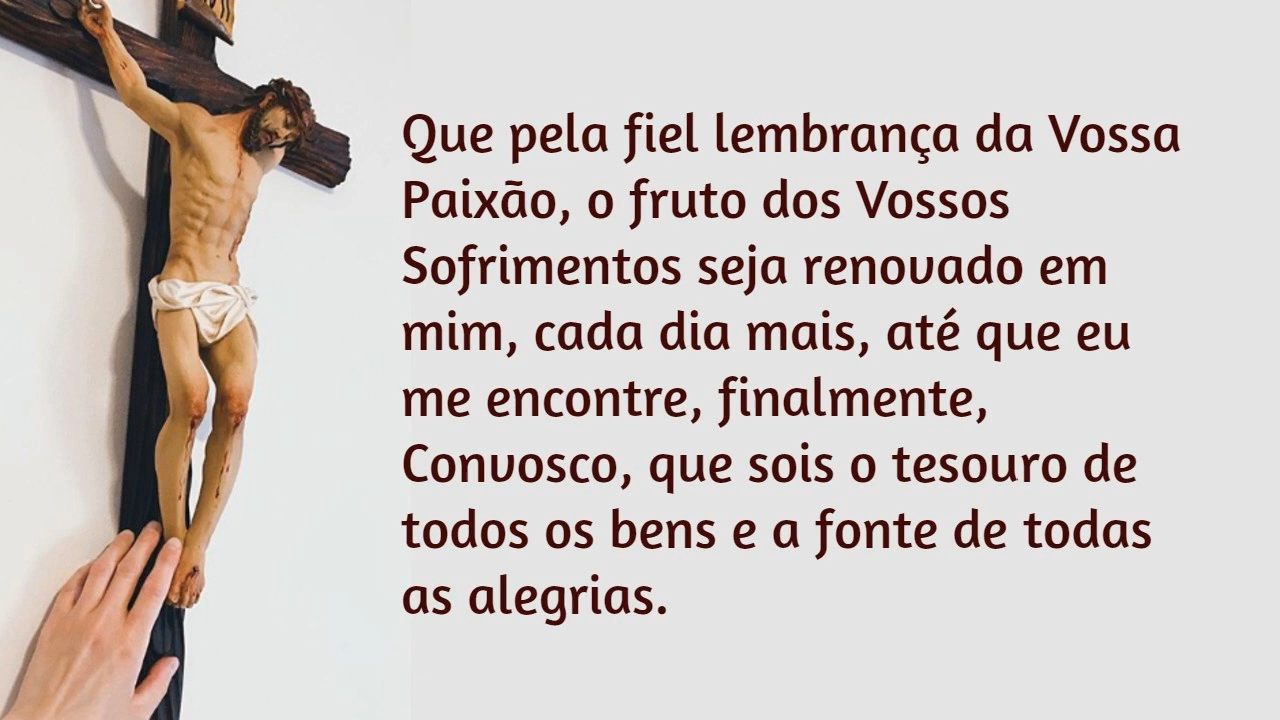 Que pela fiel lembrança da Vossa
Paixão, o fruto dos Vossos
Sofrimentos seja renovado em
mim, cada dia mais, até que eu
me encontre, finalmente,
Convosco, que sois o tesouro de
todos os bens e a fonte de todas
as alegrias.